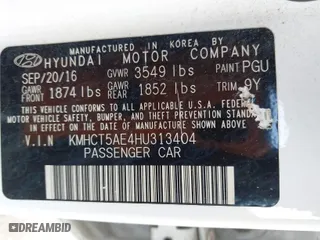 MANUFACTURED IN KOREA BY
HYUNDAI MOTOR COMPANY
SEP/20/16 GVWR 3549 lbs PAINT PGU
GAWR FRONT 1874 lbs GAWR REAR 1852 lbs TRIM 9Y
THIS VEHICLE CONFORMS TO ALL APPLICABLE U.S.
MOTOR VEHICLE SAFETY, BUMPER, AND THEFT PREVENTION STANDARDS
IN EFFECT ON THE DATE OF MANUFACTURE SHOWN ABOVE.
V.I.N KMHCT5AE4HU313404
PASSENGER CAR
DREAMBID
DREAMBID.COM